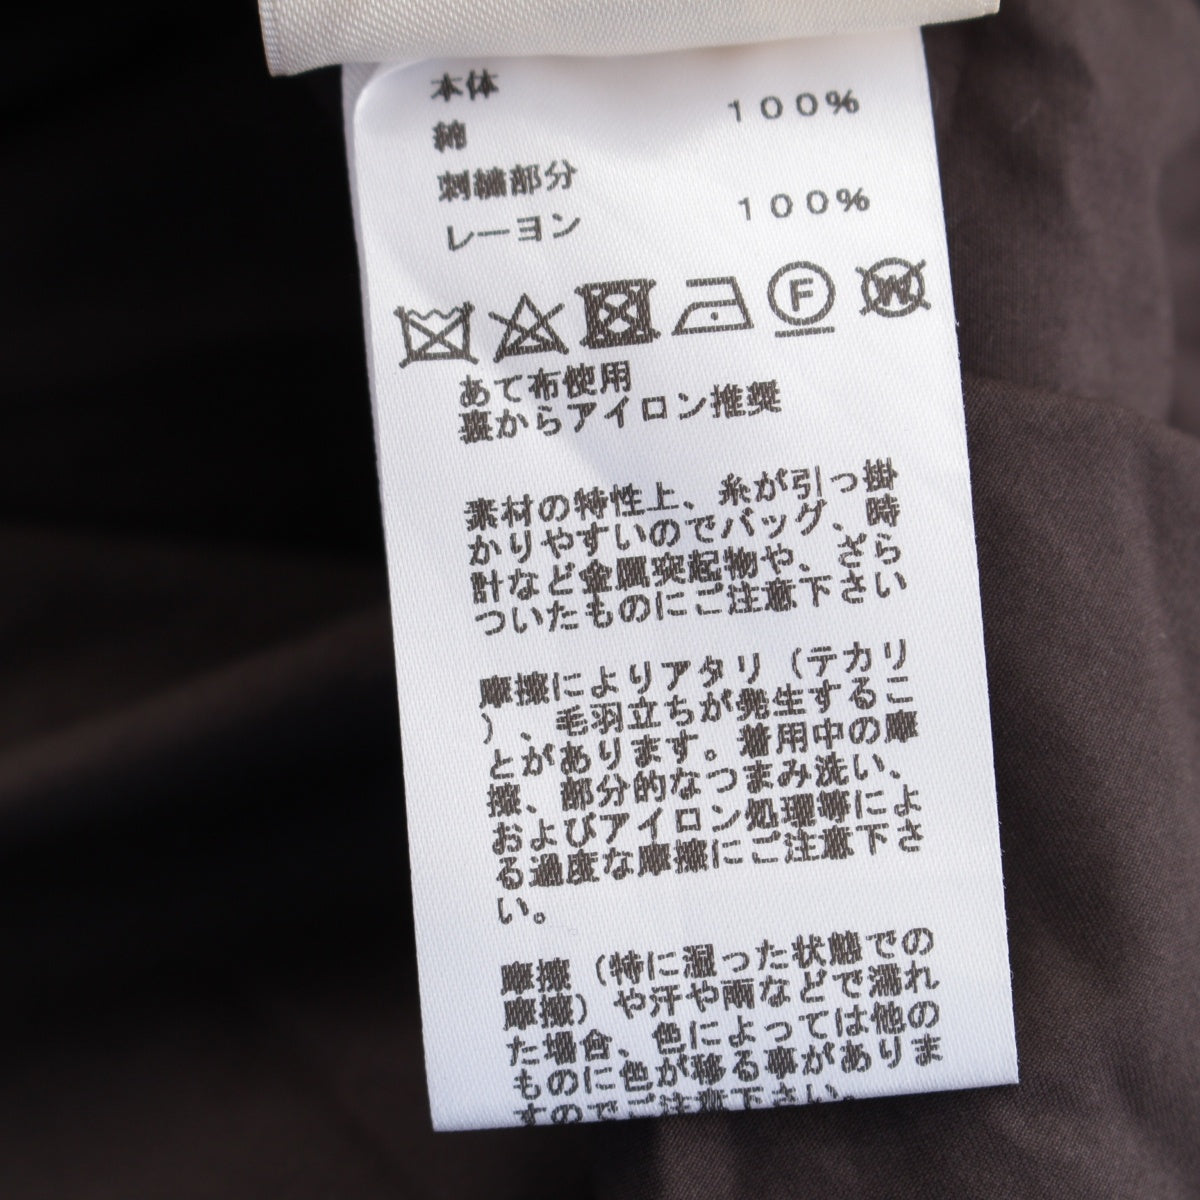 本体
綿 100%
刺繍部分
レーヨン 100%
F
W
あて布使用
裏からアイロン推奨
素材の特性上、糸が引っ掛
かりやすいのでバッグ、時
計など金属突起物や、ざら
ついたものにご注意下さい
摩擦によりアタリ(テカリ
)、毛羽立ちが発生するこ
とがあります。着用中の摩
擦、部分的なつまみ洗い、
およびアイロン処理等によ
る過度な摩擦にご注意下さ
い。
摩擦(特に湿った状態での
摩擦)や汗や雨などで濡れ
た場合、色によっては他の
ものに色が移る事がありま
すのでご注意下さい。